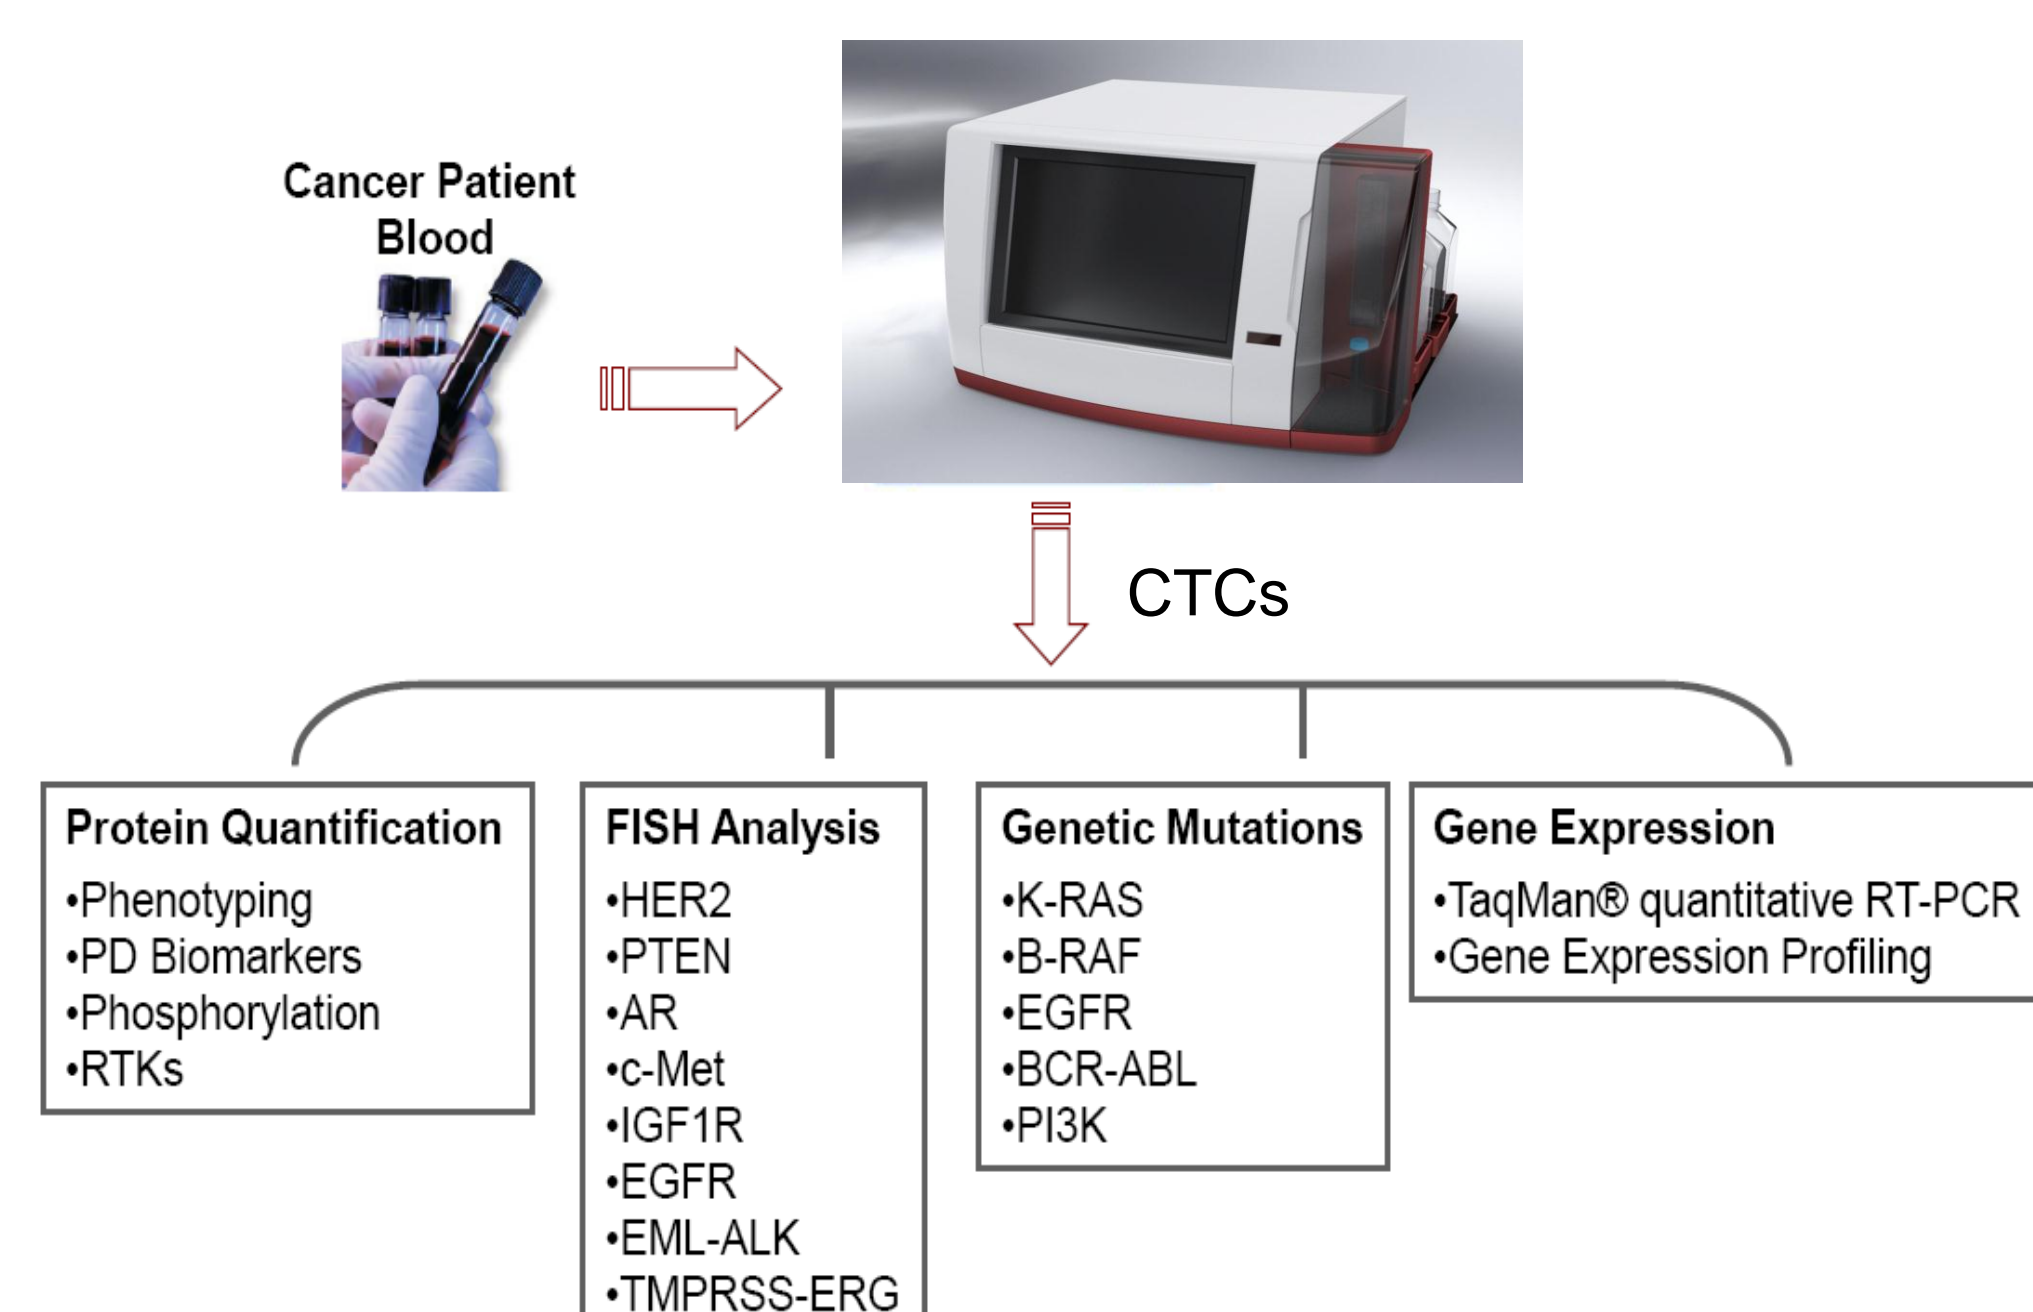 Cancer Patient
Blood
CTCs
Protein Quantification
•Phenotyping
•PD Biomarkers
•Phosphorylation
•RTKs
FISH Analysis
•HER2
•PTEN
•AR
•c-Met
•IGF1R
•EGFR
•EML-ALK
•TMPRSS-ERG
Genetic Mutations
•K-RAS
•B-RAF
•EGFR
•BCR-ABL
•PI3K
Gene Expression
•TaqMan® quantitative RT-PCR
•Gene Expression Profiling